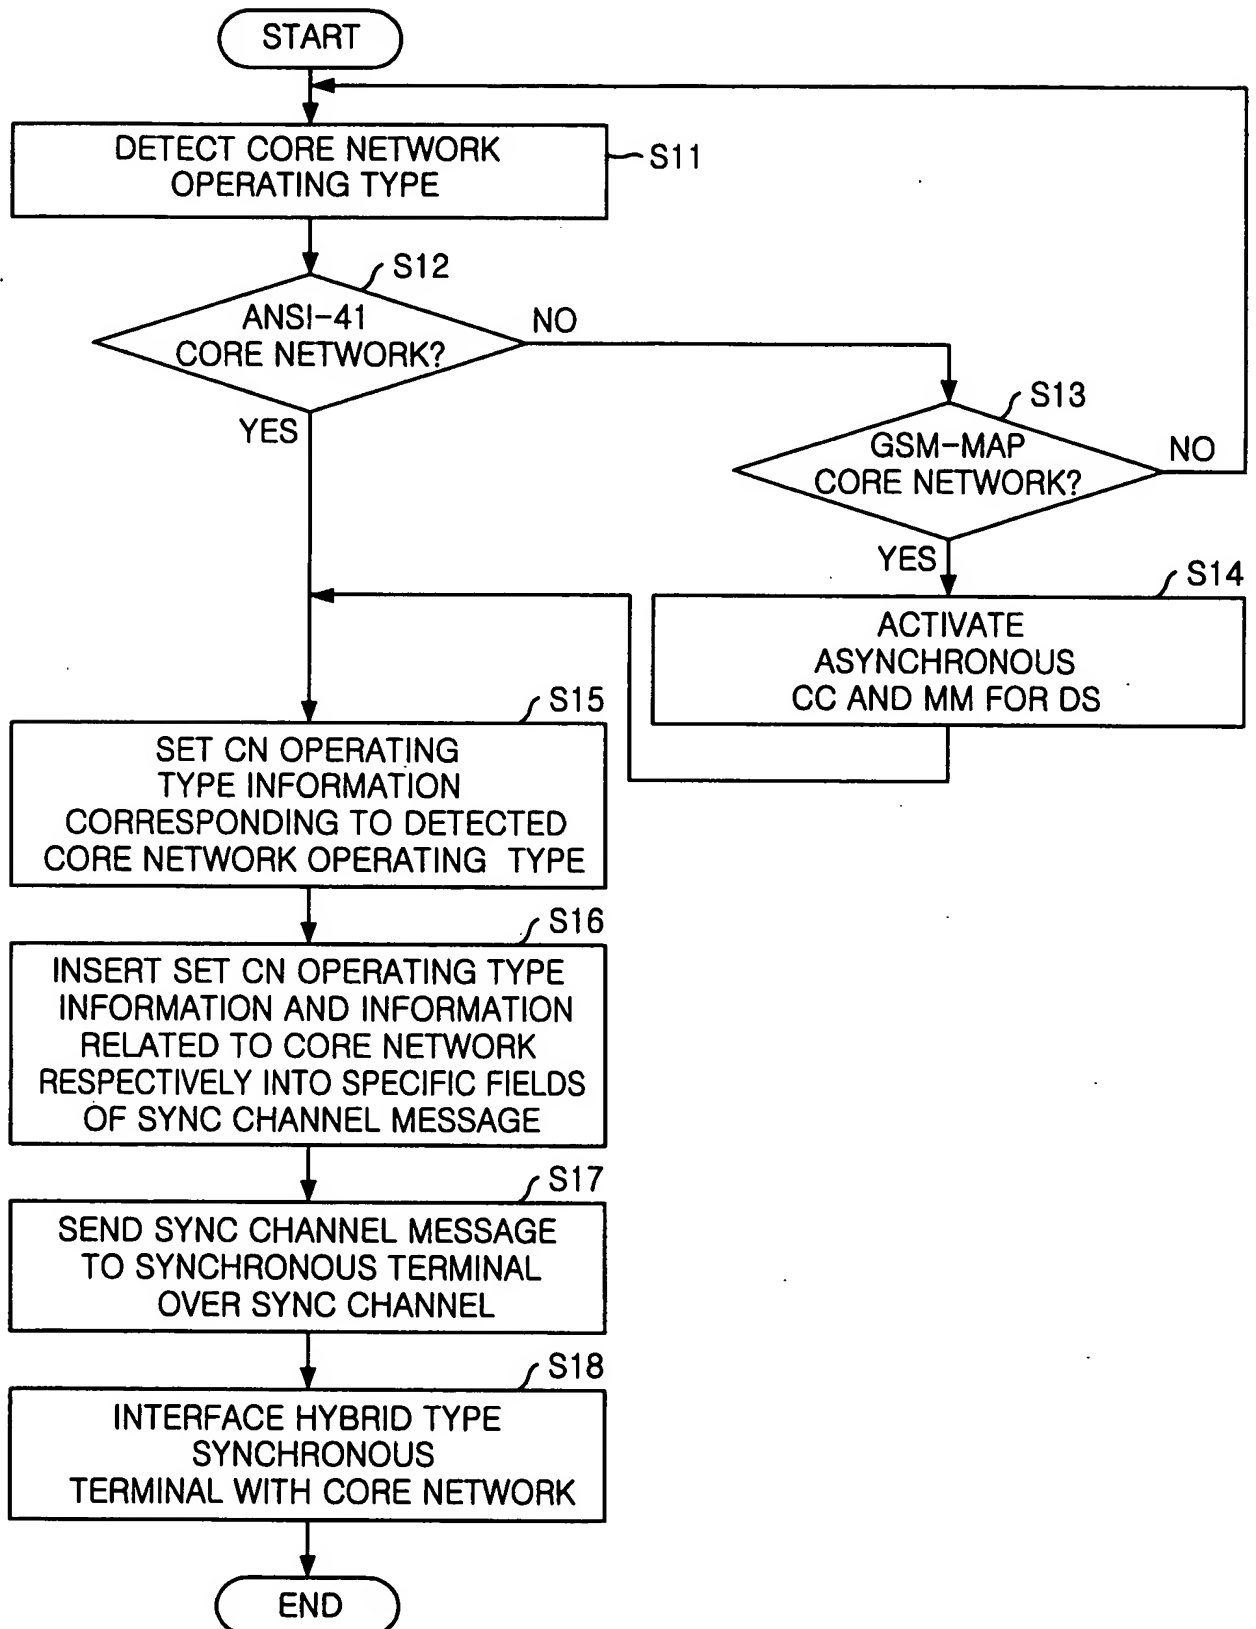 START
DETECT CORE NETWORK
OPERATING TYPE
S11
S12
ANSI-41
CORE NETWORK?
NO
YES
S13
GSM-MAP
CORE NETWORK?
NO
YES
S14
ACTIVATE
ASYNCHRONOUS
CC AND MM FOR DS
S15
SET CN OPERATING
TYPE INFORMATION
CORRESPONDING TO DETECTED
CORE NETWORK OPERATING TYPE
S16
INSERT SET CN OPERATING TYPE
INFORMATION AND INFORMATION
RELATED TO CORE NETWORK
RESPECTIVELY INTO SPECIFIC FIELDS
OF SYNC CHANNEL MESSAGE
S17
SEND SYNC CHANNEL MESSAGE
TO SYNCHRONOUS TERMINAL
OVER SYNC CHANNEL
S18
INTERFACE HYBRID TYPE
SYNCHRONOUS
TERMINAL WITH CORE NETWORK
END